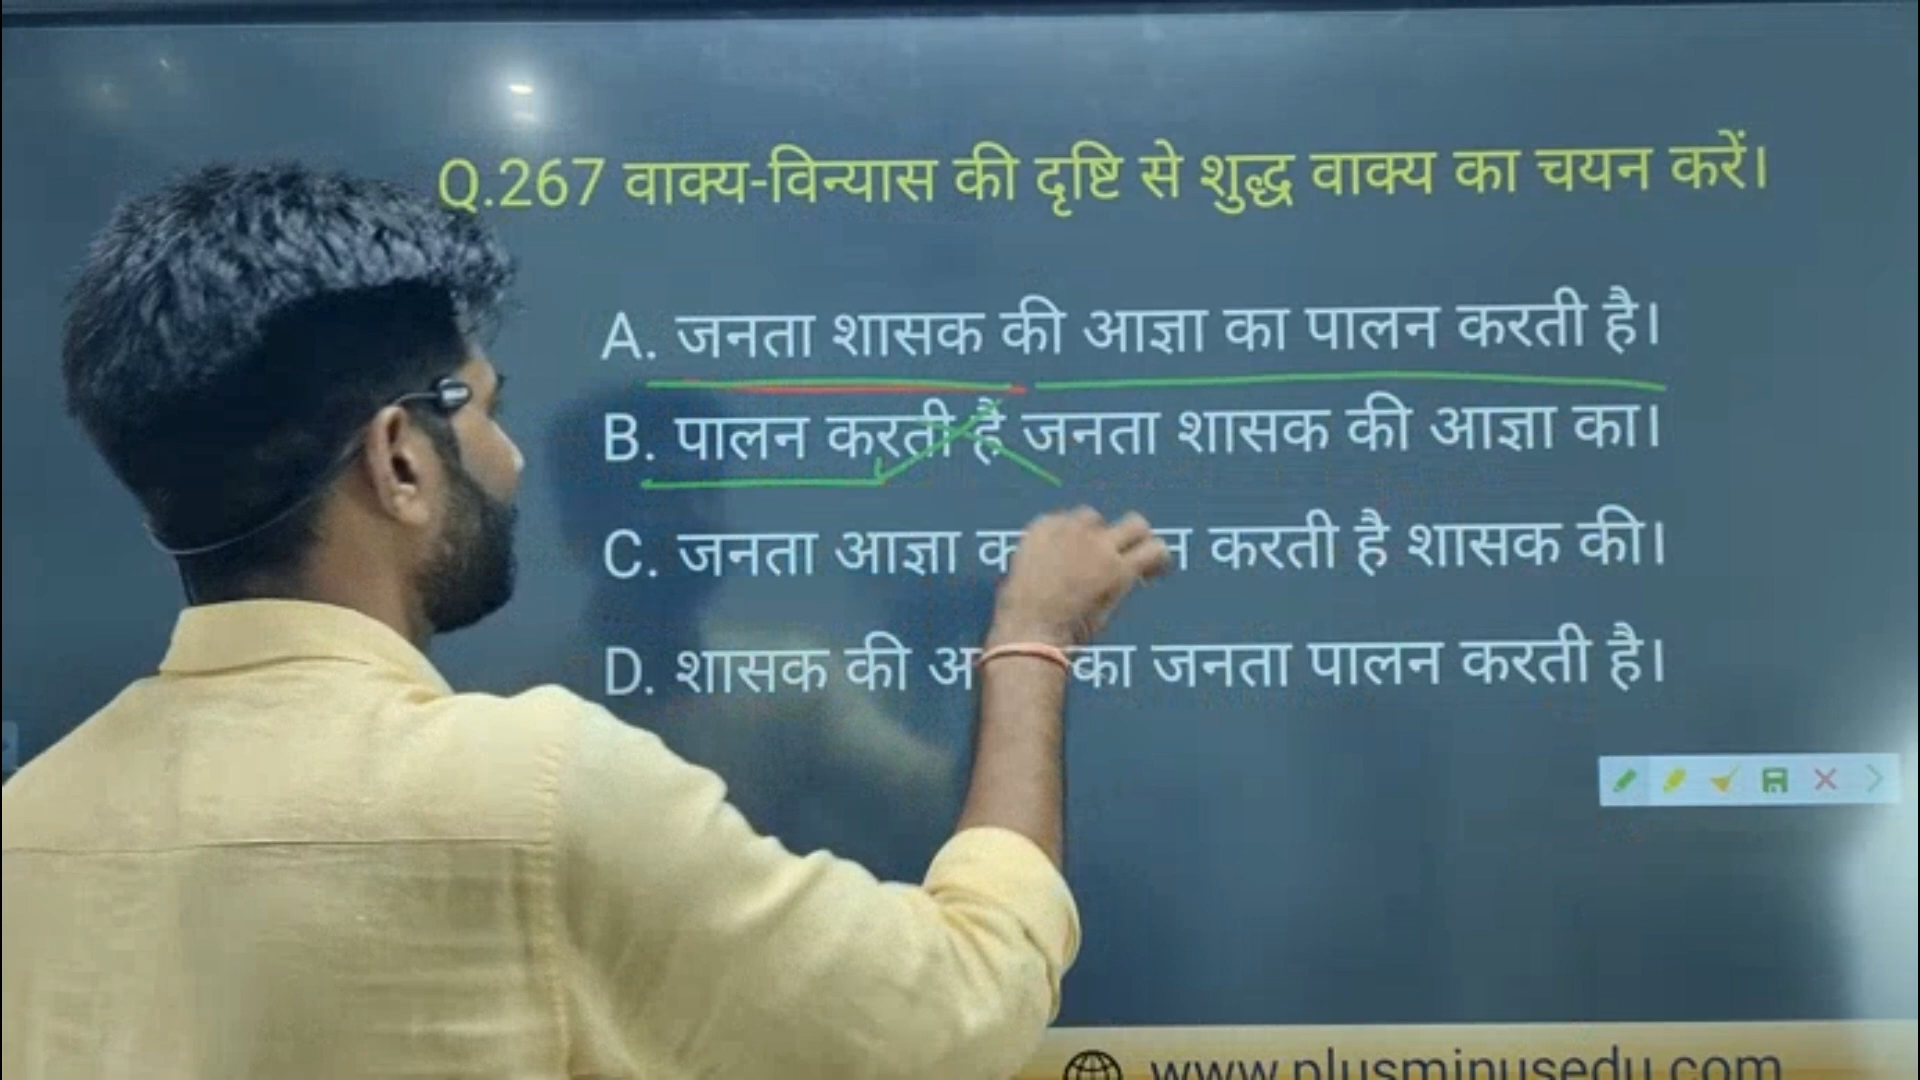 Q.267 वाक्य-विन्यास की दृष्टि से शुद्ध वाक्य का चयन करें।
A. जनता शासक की आज्ञा का पालन करती है।
B. पालन करती है जनता शासक की आज्ञा का।
C. जनता आज्ञा करती है शासक की।
D. शासक की का जनता पालन करती है।
www.plusminusedu.com